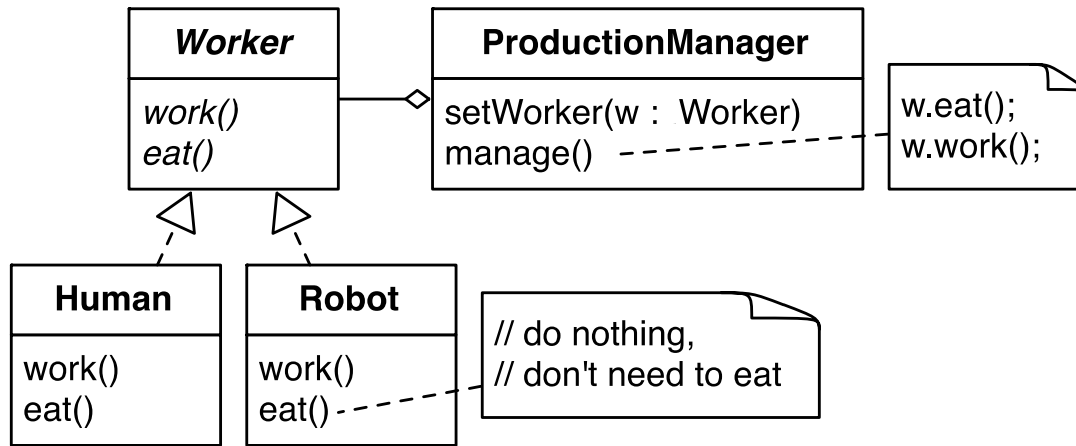 Worker
work()
eat()
ProductionManager
setWorker(w : Worker)
manage()
w.eat();
w.work();
Human
work()
eat()
Robot
work()
eat()
// do nothing,
// don't need to eat